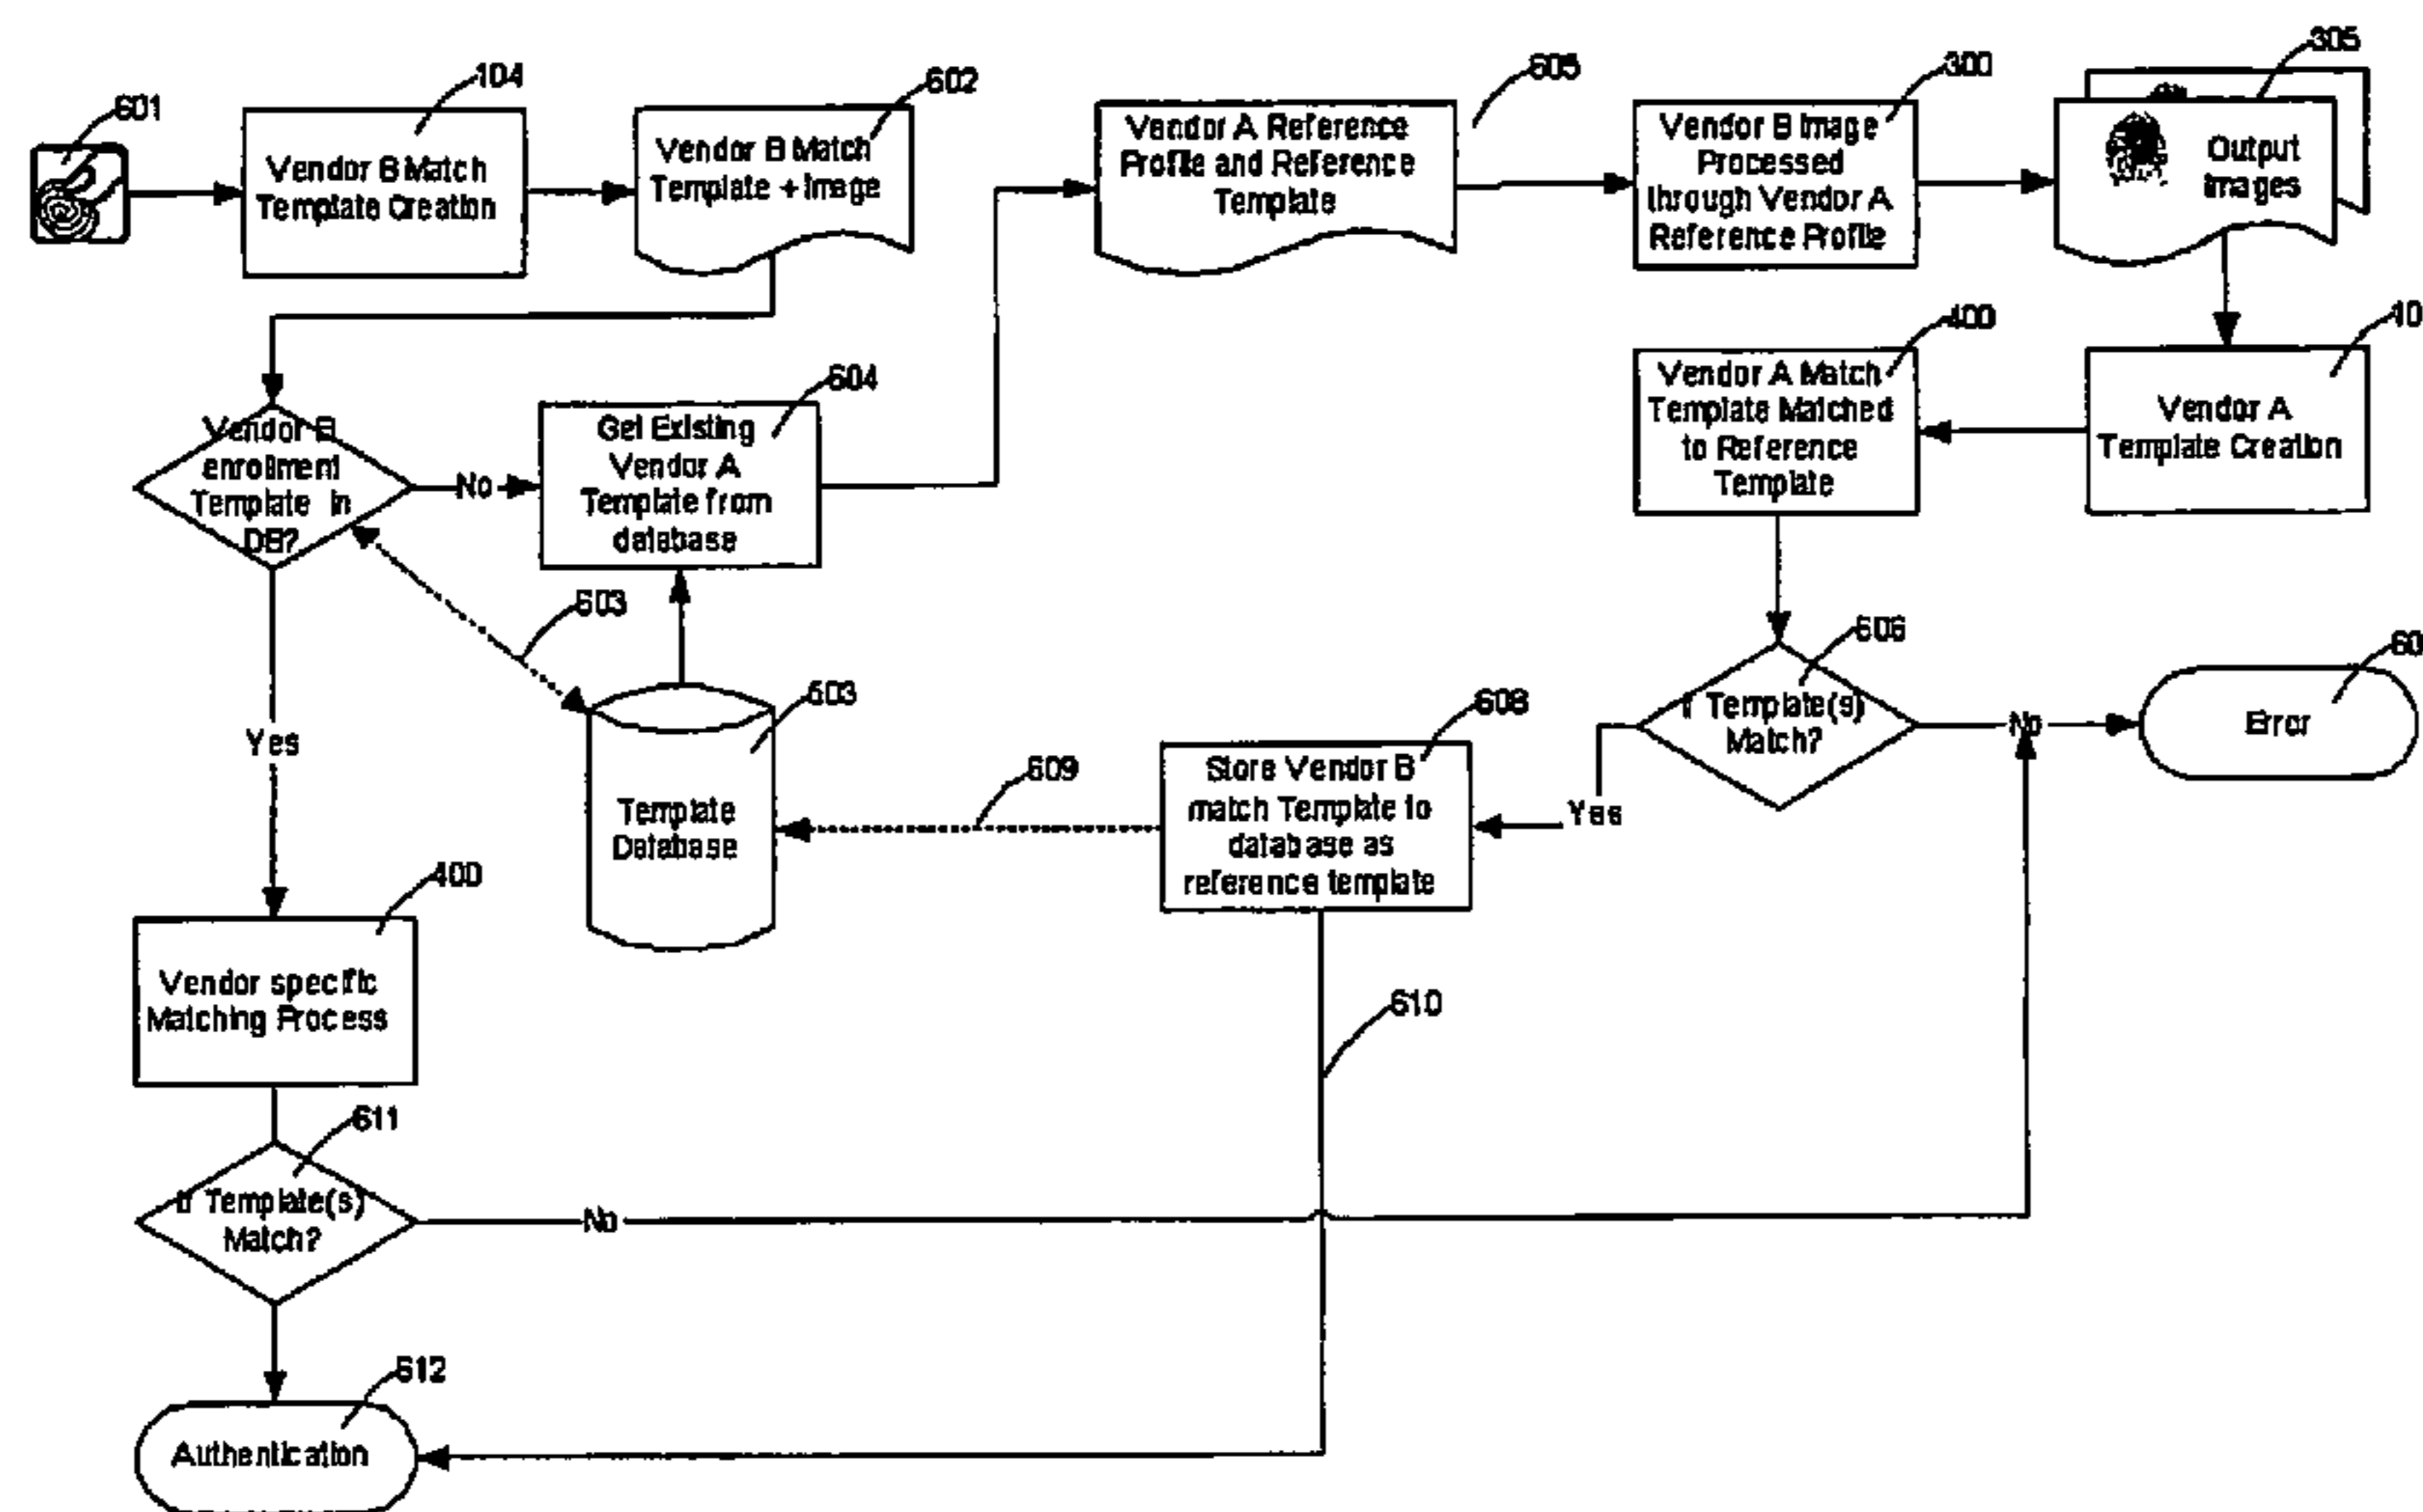 601
104
602
605
300
305
Vendor B Match
Template Creation
Vendor B Match
Template + Image
Vendor A Reference
Profile and Reference
Template
Vendor B Image
Processed
through Vendor A
Reference Profile
Output
Images
Vendor B
enrollment
Template in
DB?
No
604
Get Existing
Vendor A
Template from
database
400
Vendor A Match
Template Matched
to Reference
Template
10
Vendor A
Template Creation
603
603
Template
Database
Yes
609
608
Store Vendor B
match Template to
database as
reference template
Yes
606
If Template(s)
Match?
No
60
Error
400
Vendor specific
Matching Process
610
611
If Template(s)
Match?
No
612
Authentication